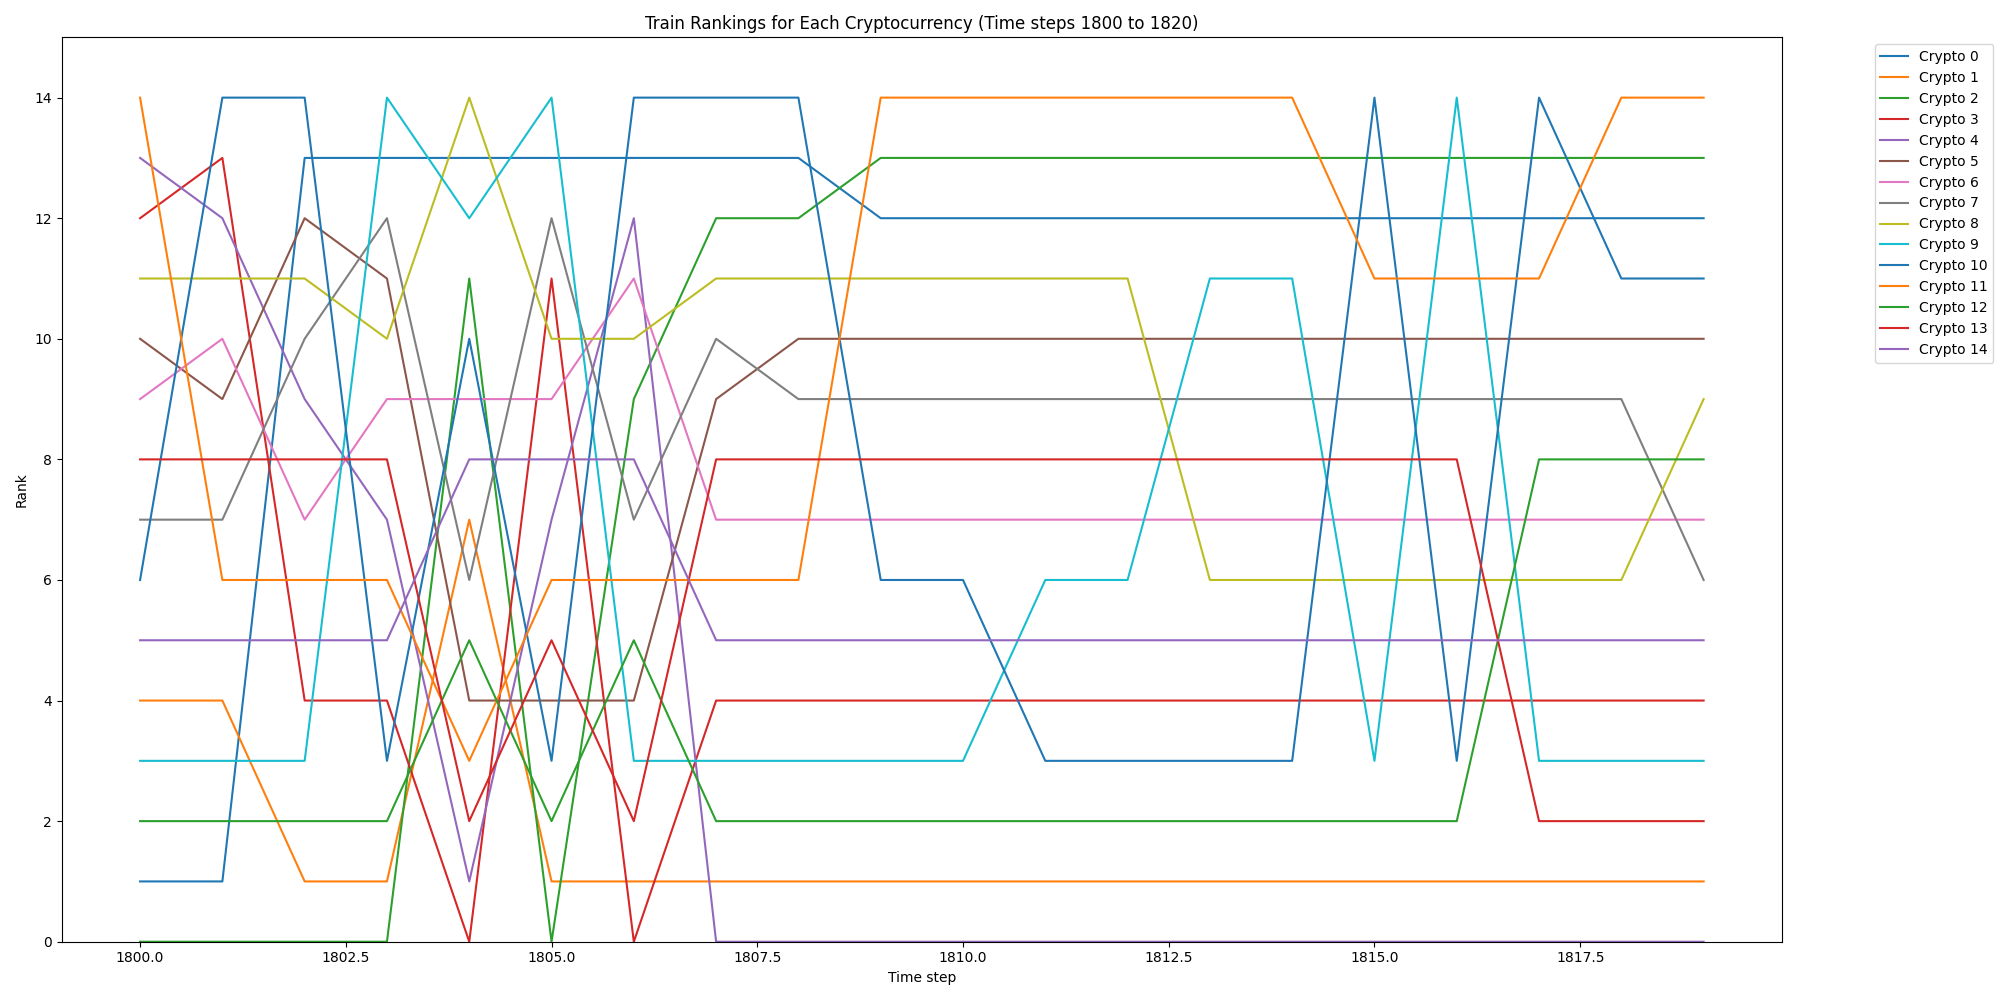 Train Rankings for Each Cryptocurrency (Time steps 1800 to 1820)
Rank
14
12
10
8
6
4
2
0
1800.0
1802.5
1805.0
1807.5
1810.0
1812.5
1815.0
1817.5
Time step
Crypto 0
Crypto 1
Crypto 2
Crypto 3
Crypto 4
Crypto 5
Crypto 6
Crypto 7
Crypto 8
Crypto 9
Crypto 10
Crypto 11
Crypto 12
Crypto 13
Crypto 14